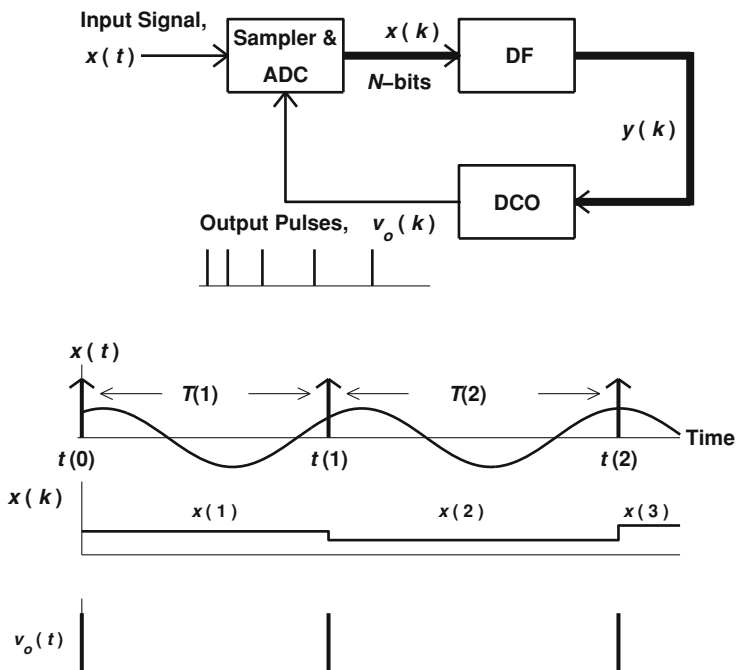 Input Signal,
x ( t )
Sampler &
ADC
x ( k )
N–bits
DF
y ( k )
DCO
Output Pulses, v_o ( k )
x ( t )
T(1)
T(2)
Time
t (0)
t (1)
t (2)
x ( k )
x ( 1 )
x ( 2 )
x ( 3 )
v_o ( t )